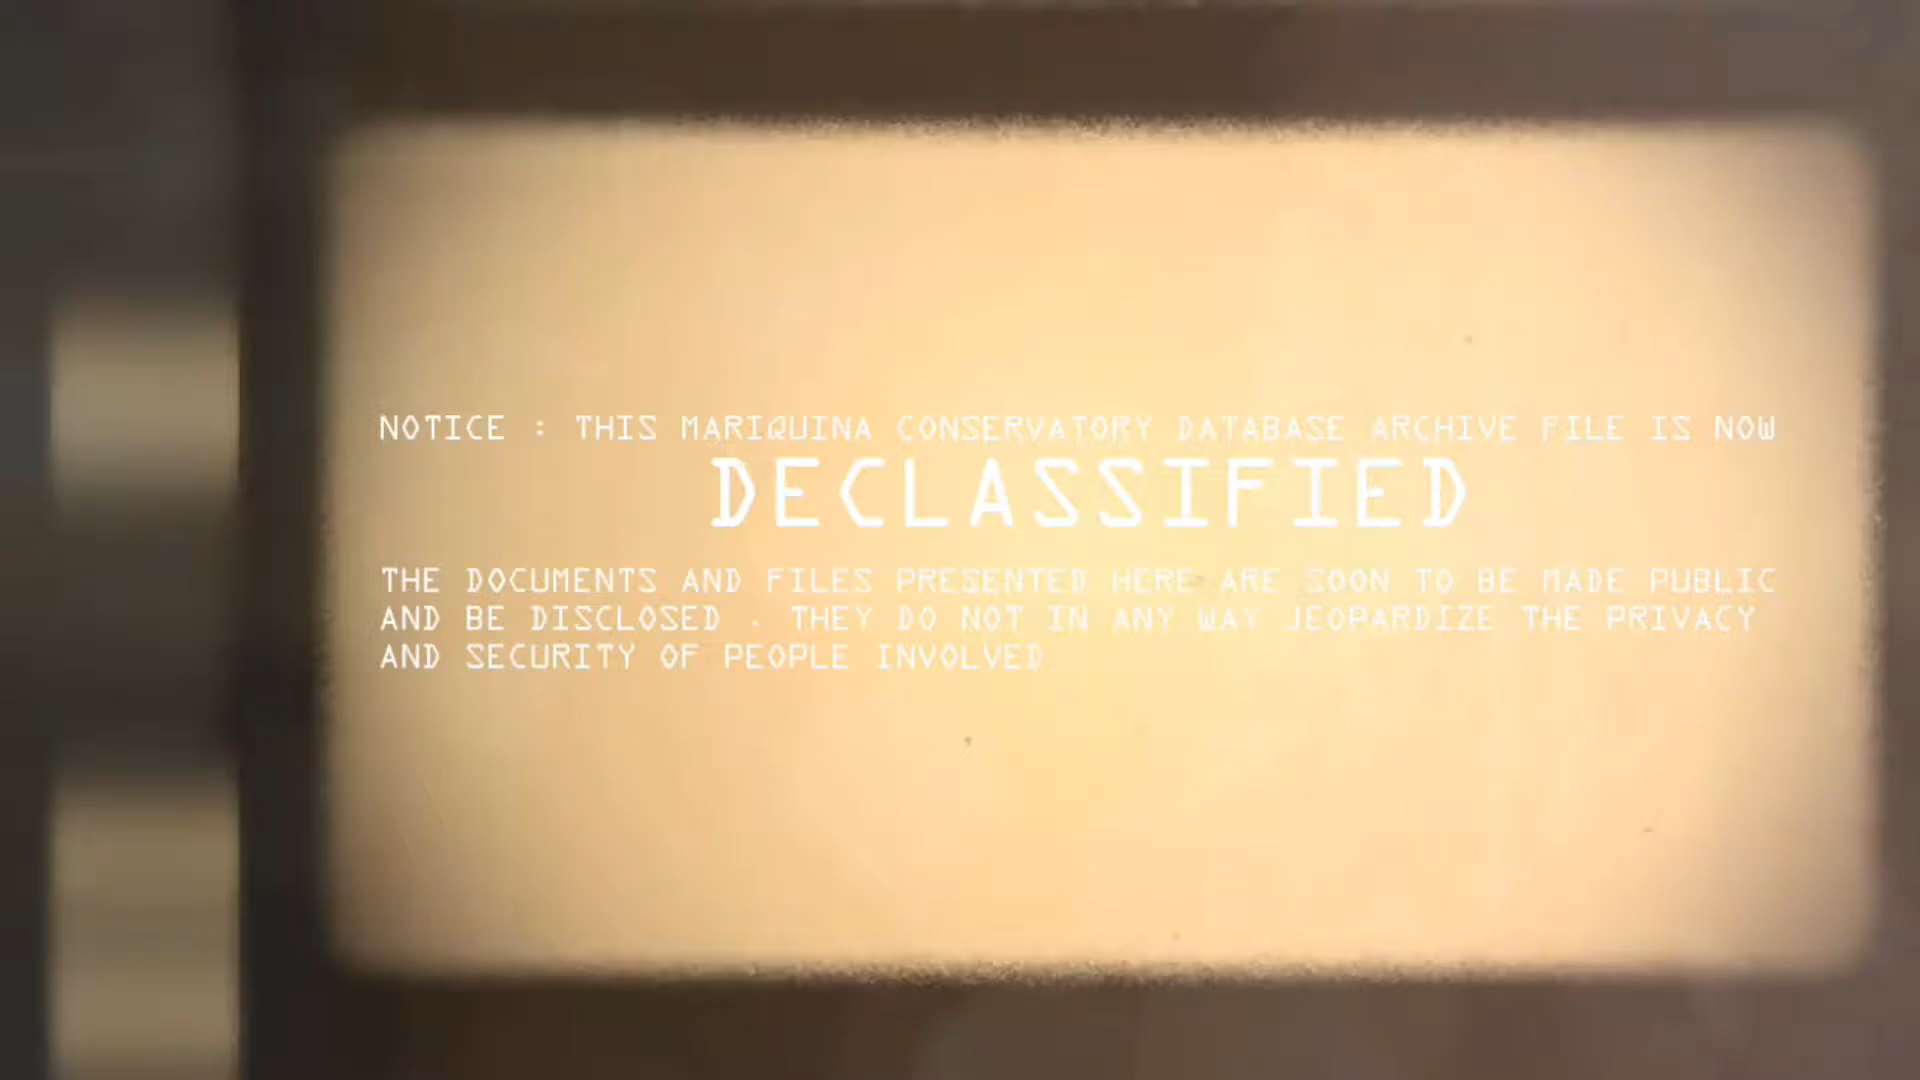 NOTICE : THIS MARIQUINA CONSERVATORY DATABASE ARCHIVE FILE IS NOW
DECLASSIFIED
THE DOCUMENTS AND FILES PRESENTED HERE ARE SOON TO BE MADE PUBLIC
AND BE DISCLOSED . THEY DO NOT IN ANY WAY JEOPARDIZE THE PRIVACY
AND SECURITY OF PEOPLE INVOLVED